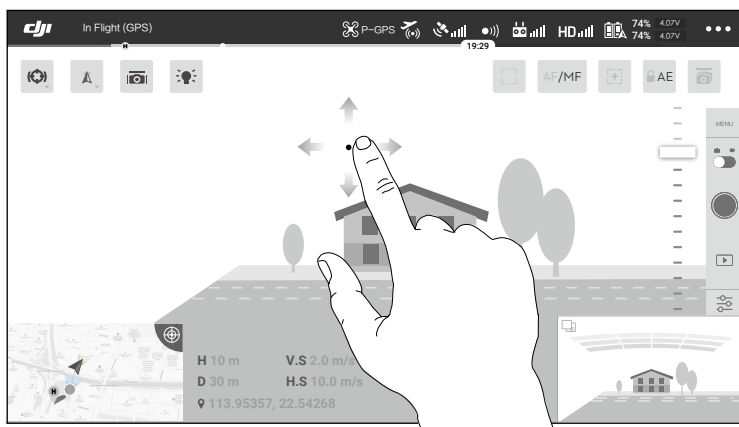 dji In Flight (GPS) P-GPS HD 74% 4.07V
74% 4.07V
H 19:29
AF/MF AE
MENU
H 10 m V.S 2.0 m/s
D 30 m H.S 10.0 m/s
H
113.95357, 22.54268